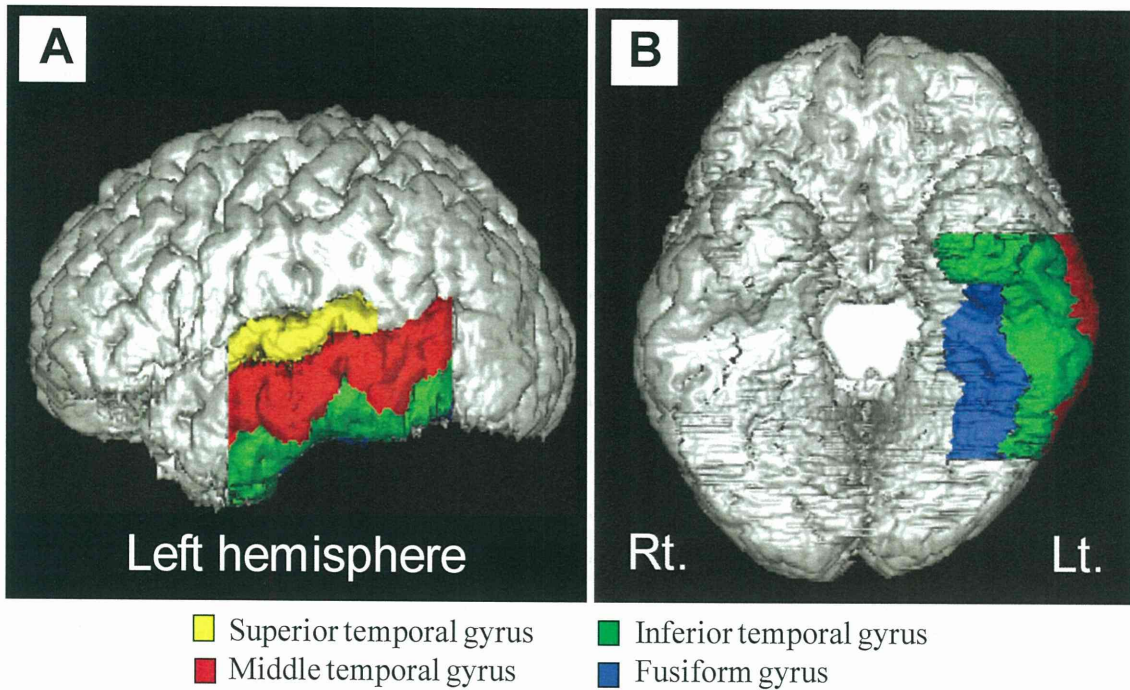 A
B
Left hemisphere
Rt.
Lt.
Superior temporal gyrus
Inferior temporal gyrus
Middle temporal gyrus
Fusiform gyrus